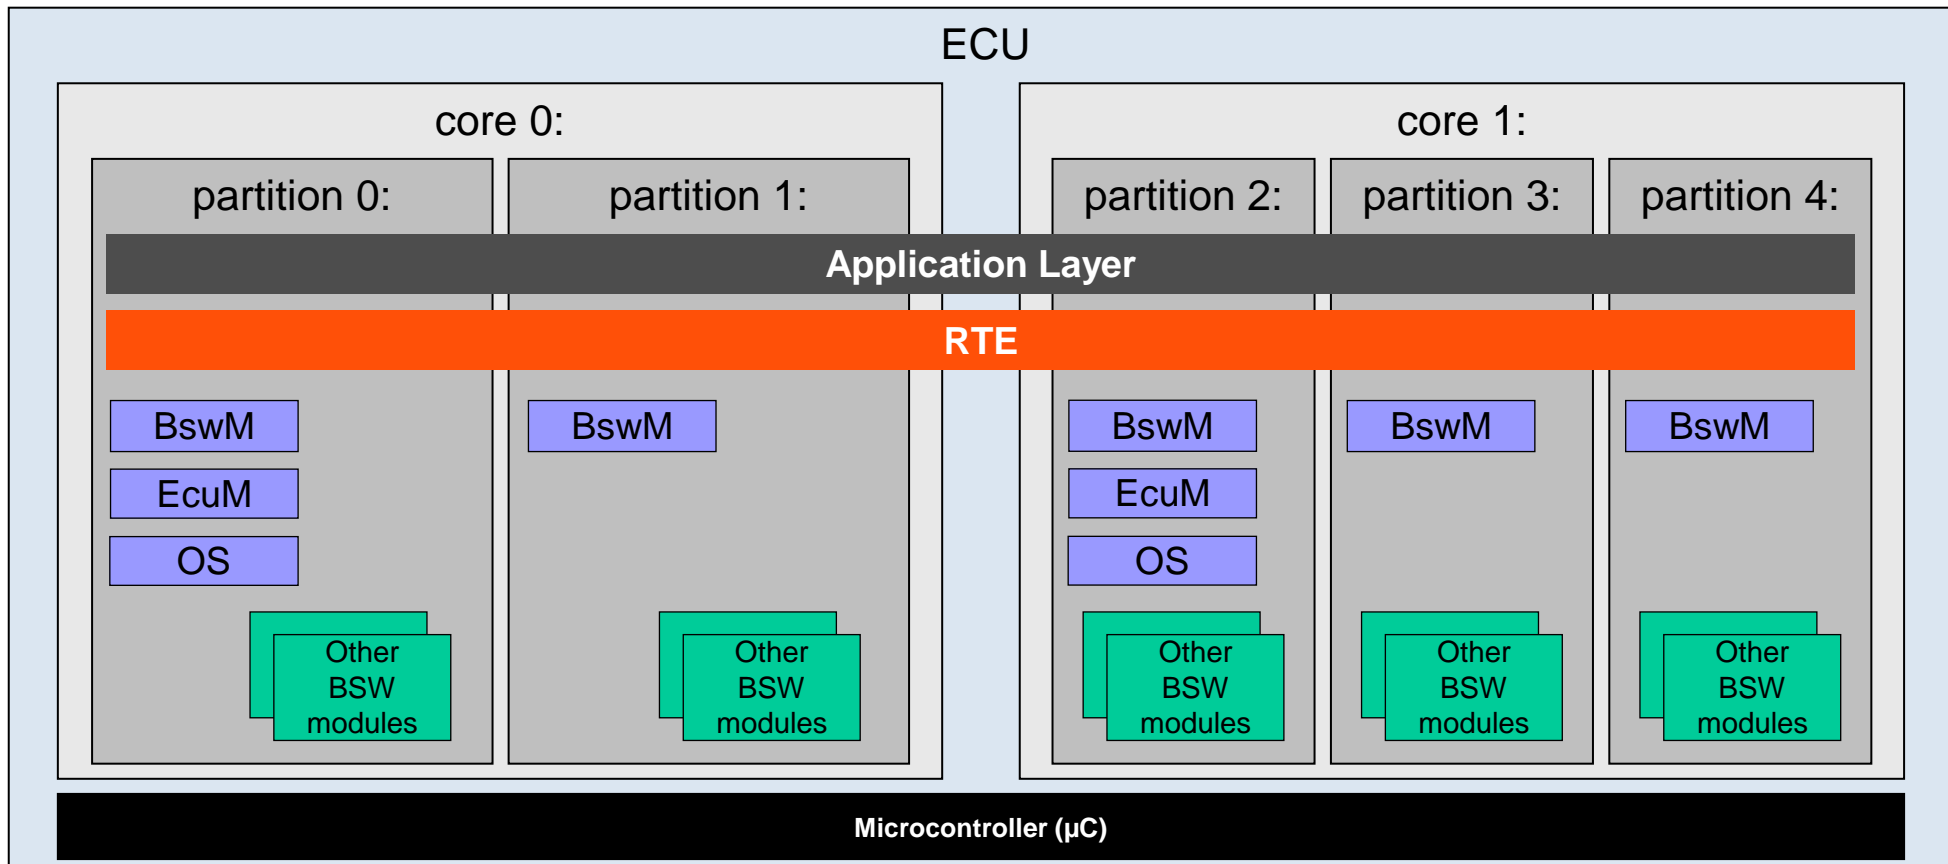 ECU
core 0:
core 1:
partition 0:
partition 1:
partition 2:
partition 3:
partition 4:
Application Layer
RTE
BswM
BswM
BswM
BswM
BswM
EcuM
EcuM
OS
OS
Other
BSW
modules
Other
BSW
modules
Other
BSW
modules
Other
BSW
modules
Other
BSW
modules
Microcontroller (µC)